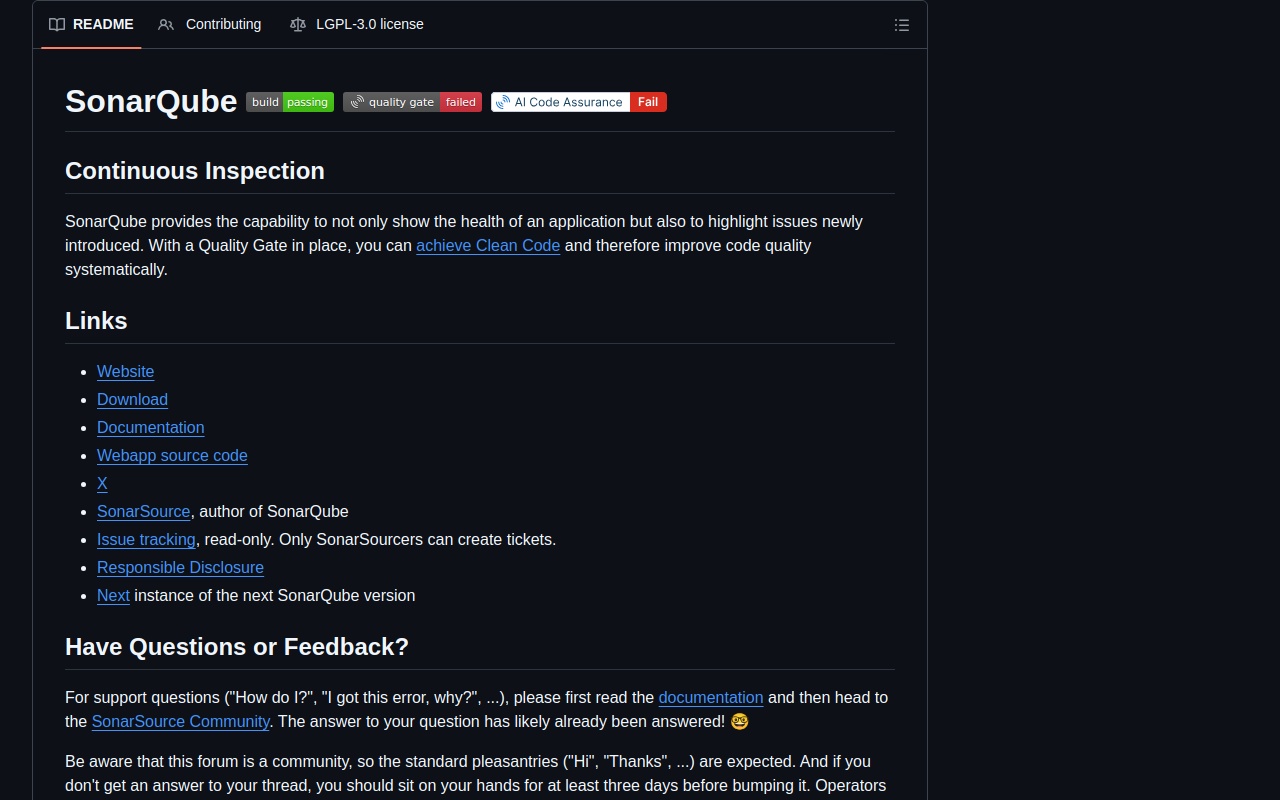 README Contributing LGPL-3.0 license
SonarQube build passing quality gate failed AI Code Assurance Fail
Continuous Inspection
SonarQube provides the capability to not only show the health of an application but also to highlight issues newly
introduced. With a Quality Gate in place, you can achieve Clean Code and therefore improve code quality
systematically.
Links
Website
Download
Documentation
Webapp source code
X
SonarSource, author of SonarQube
Issue tracking, read-only. Only SonarSourcers can create tickets.
Responsible Disclosure
Next instance of the next SonarQube version
Have Questions or Feedback?
For support questions ("How do I?", "I got this error, why?", ...), please first read the documentation and then head to
the SonarSource Community. The answer to your question has likely already been answered! 🤓
Be aware that this forum is a community, so the standard pleasantries ("Hi", "Thanks", ...) are expected. And if you
don't get an answer to your thread, you should sit on your hands for at least three days before bumping it. Operators